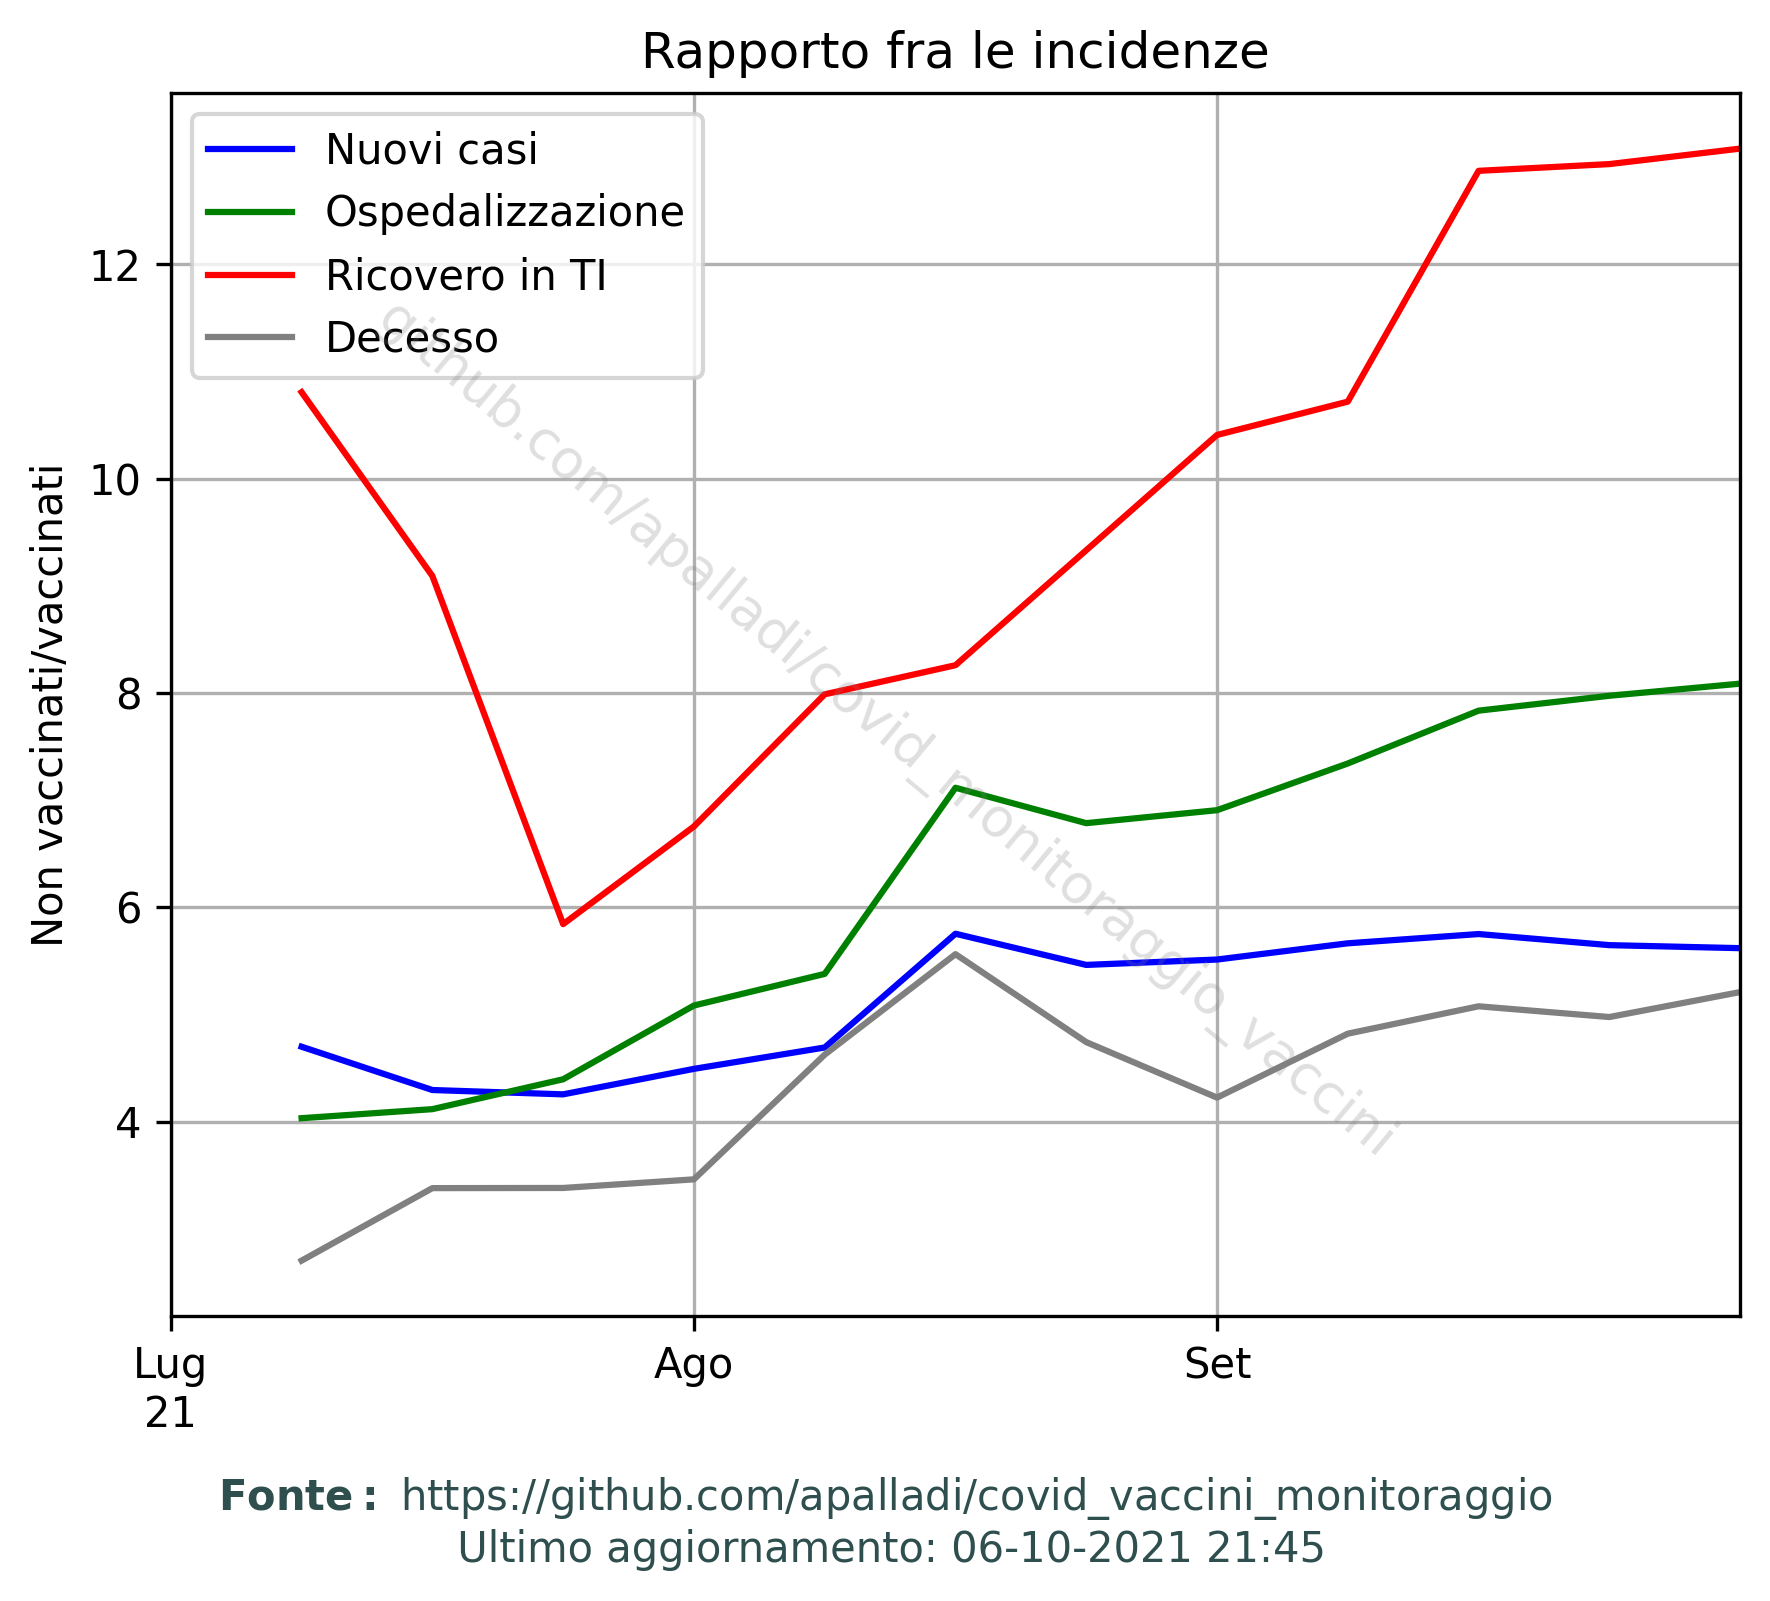 Rapporto fra le incidenze
Nuovi casi
Ospedalizzazione
Ricovero in TI
Decesso
github.com/apalladi/covid_monitoraggio_vaccini
Non vaccinati/vaccinati
12
10
8
6
4
Lug
21
Ago
Set
Fonte: https://github.com/apalladi/covid_vaccini_monitoraggio
Ultimo aggiornamento: 06-10-2021 21:45